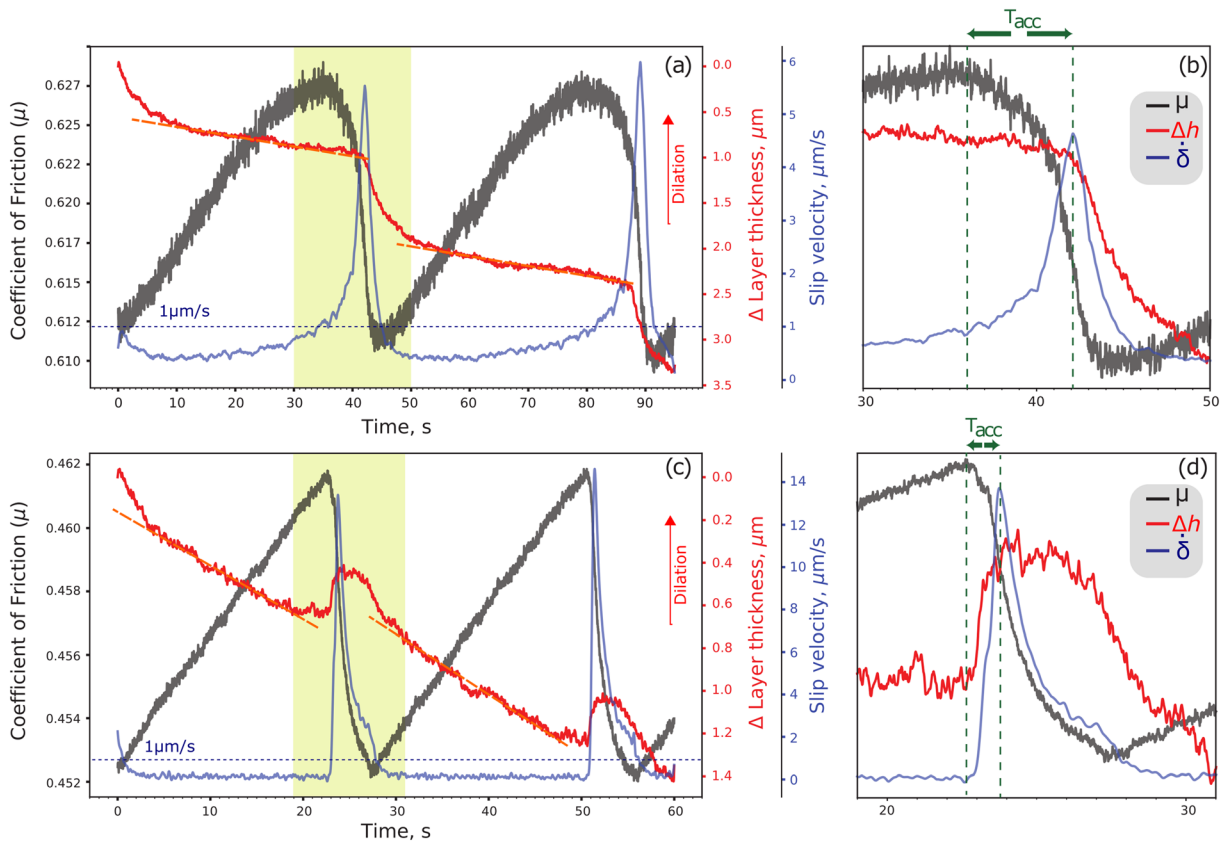 T_acc
(a)
(b)
Coefficient of Friction (μ)
0.627
0.625
0.622
0.620
0.617
0.615
0.612
0.610
1μm/s
0 10 20 30 40 50 60 70 80 90
Time, s
0.0
0.5
1.0
1.5
2.0
2.5
3.0
3.5
Dilation
Δ Layer thickness, μm
6
5
4
3
2
1
0
Slip velocity, μm/s
μ
Δh
δ̇
30 40 50
T_acc
(c)
(d)
Coefficient of Friction (μ)
0.462
0.460
0.458
0.456
0.454
0.452
1μm/s
0 10 20 30 40 50 60
Time, s
0.0
0.2
0.4
0.6
0.8
1.0
1.2
1.4
Dilation
Δ Layer thickness, μm
14
12
10
8
6
4
2
0
Slip velocity, μm/s
μ
Δh
δ̇
20 30